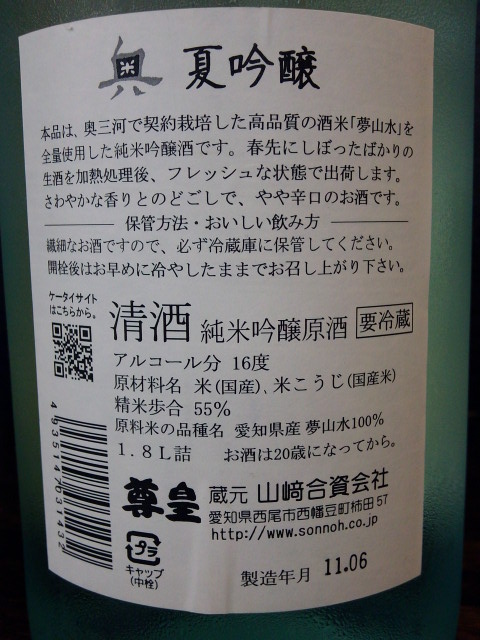 奥 夏吟醸
本品は、奥三河で契約栽培した高品質の酒米「夢山水」を
全量使用した純米吟醸酒です。春先にしぼったばかりの
生酒を加熱処理後、フレッシュな状態で出荷します。
さわやかな香りとのどごしで、やや辛口のお酒です。
保管方法・おいしい飲み方
繊細なお酒ですので、必ず冷蔵庫に保管してください。
開栓後はお早めに冷やしたままでお召し上がり下さい。
ケータイサイト
はこちらから。
清酒 純米吟醸原酒 要冷蔵
アルコール分 16度
原材料名 米(国産)、米こうじ(国産米)
精米歩合 55%
原料米の品種名 愛知県産 夢山水100%
1.8L詰 お酒は20歳になってから。
4935147031432
尊皇 蔵元 山﨑合資会社
愛知県西尾市西幡豆町柿田57
http://www.sonnoh.co.jp
プラ
キャップ
(中栓)
製造年月 11.06